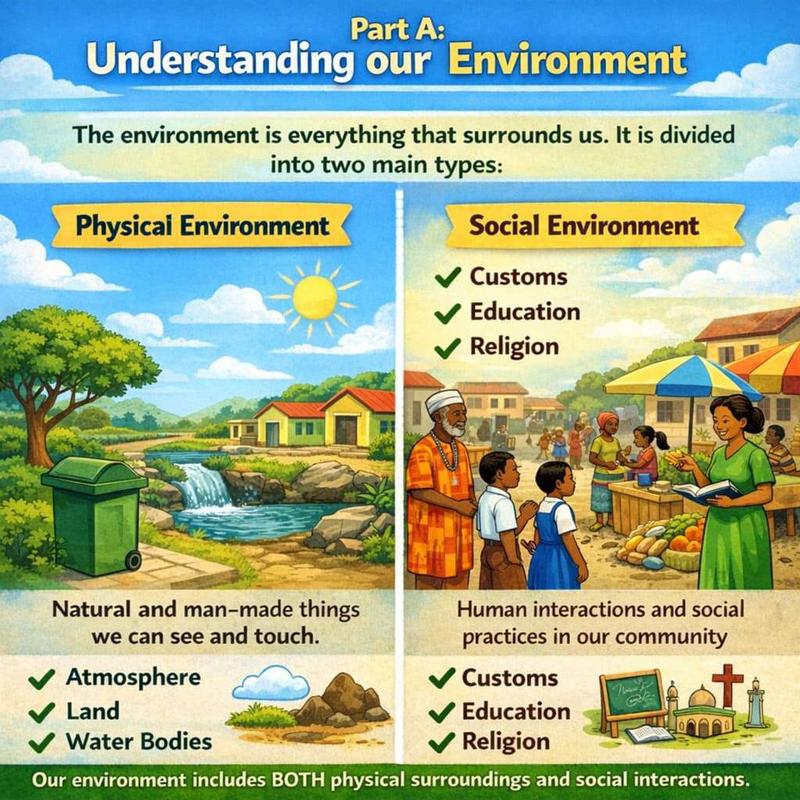 Part A:
Understanding our Environment
The environment is everything that surrounds us. It is divided
into two main types:
Physical Environment
Natural and man-made things
we can see and touch.
Atmosphere
Land
Water Bodies
Social Environment
Customs
Education
Religion
Human interactions and social
practices in our community
Customs
Education
Religion
Our environment includes BOTH physical surroundings and social interactions.